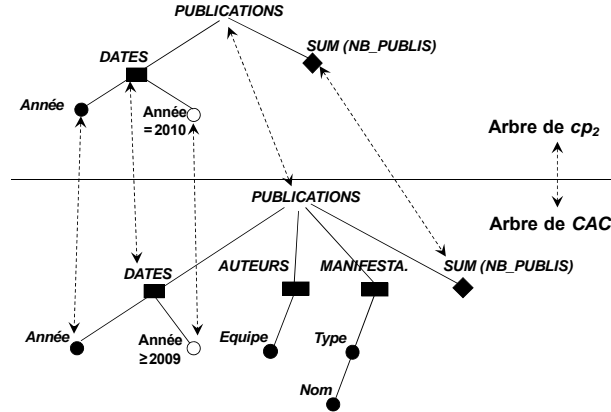 PUBLICATIONS
SUM (NB_PUBLIS)
DATES
Année
Année
= 2010
Arbre de cp2
PUBLICATIONS
Arbre de CAC
DATES
AUTEURS
MANIFESTA.
SUM (NB_PUBLIS)
Année
Année
≥ 2009
Equipe
Type
Nom